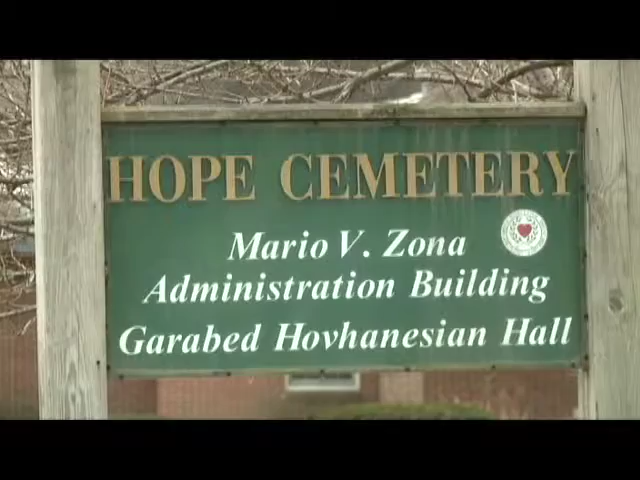 HOPE CEMETERY
Mario V. Zona
Administration Building
Garabed Hovhanesian Hall